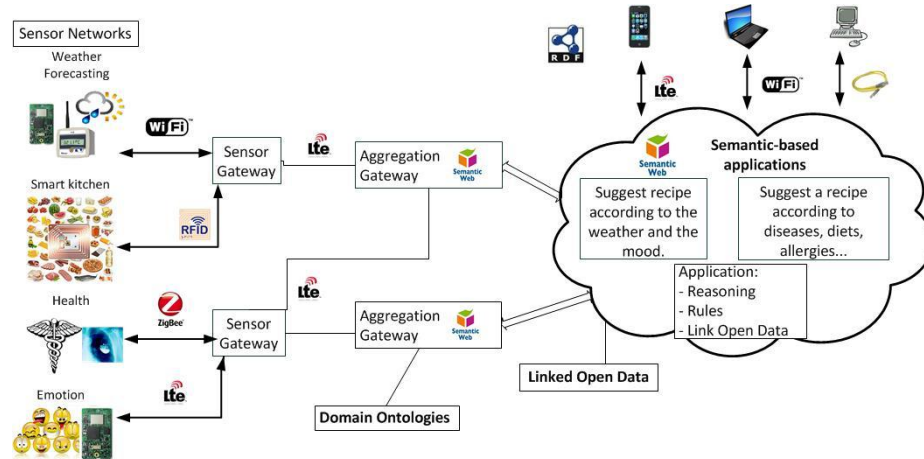 Sensor Networks
Weather
Forecasting
WiFi
Smart kitchen
RFID
Health
ZigBee
Emotion
Lte
Sensor
Gateway
Sensor
Gateway
Lte
Lte
Aggregation
Gateway
Semantic
Web
Aggregation
Gateway
Semantic
Web
Domain Ontologies
Linked Open Data
RDF
Lte
WiFi
Semantic
Web
Semantic-based
applications
Suggest recipe
according to the
weather and the
mood.
Suggest a recipe
according to
diseases, diets,
allergies...
Application:
- Reasoning
- Rules
- Link Open Data